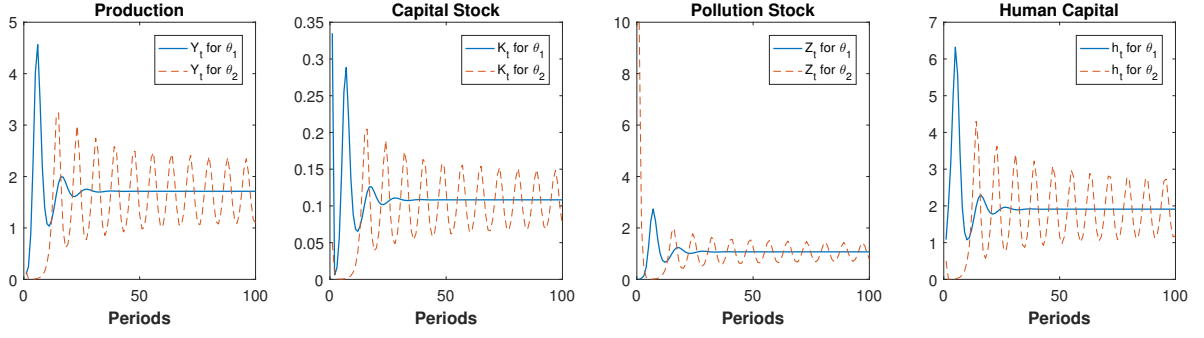 Production
Y_t for θ_1
Y_t for θ_2
5
4
3
2
1
0
0
50
100
Periods
Capital Stock
K_t for θ_1
K_t for θ_2
0.35
0.3
0.25
0.2
0.15
0.1
0.05
0
0
50
100
Periods
Pollution Stock
Z_t for θ_1
Z_t for θ_2
10
8
6
4
2
0
0
50
100
Periods
Human Capital
h_t for θ_1
h_t for θ_2
7
6
5
4
3
2
1
0
0
50
100
Periods